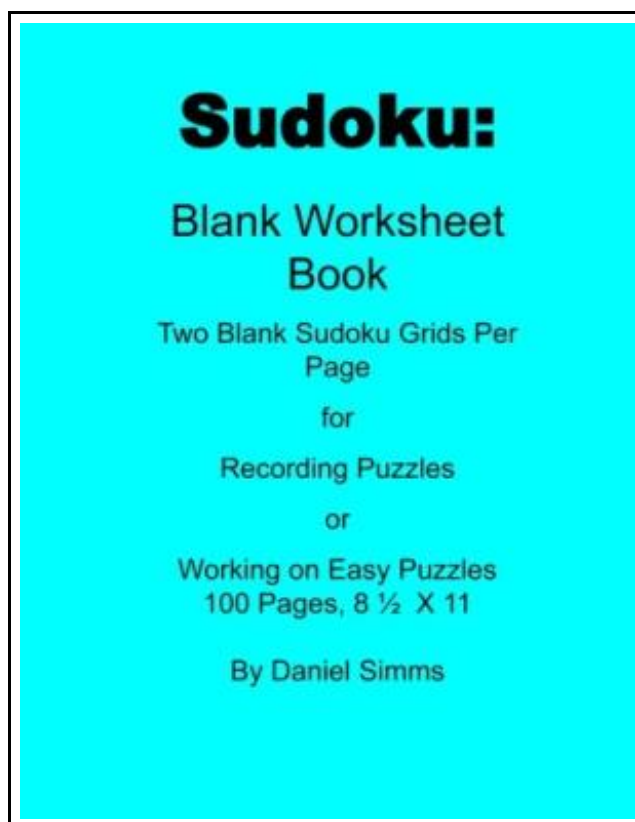 Sudoku:
Blank Worksheet
Book
Two Blank Sudoku Grids Per
Page
for
Recording Puzzles
or
Working on Easy Puzzles
100 Pages, 8 ½ X 11
By Daniel Simms